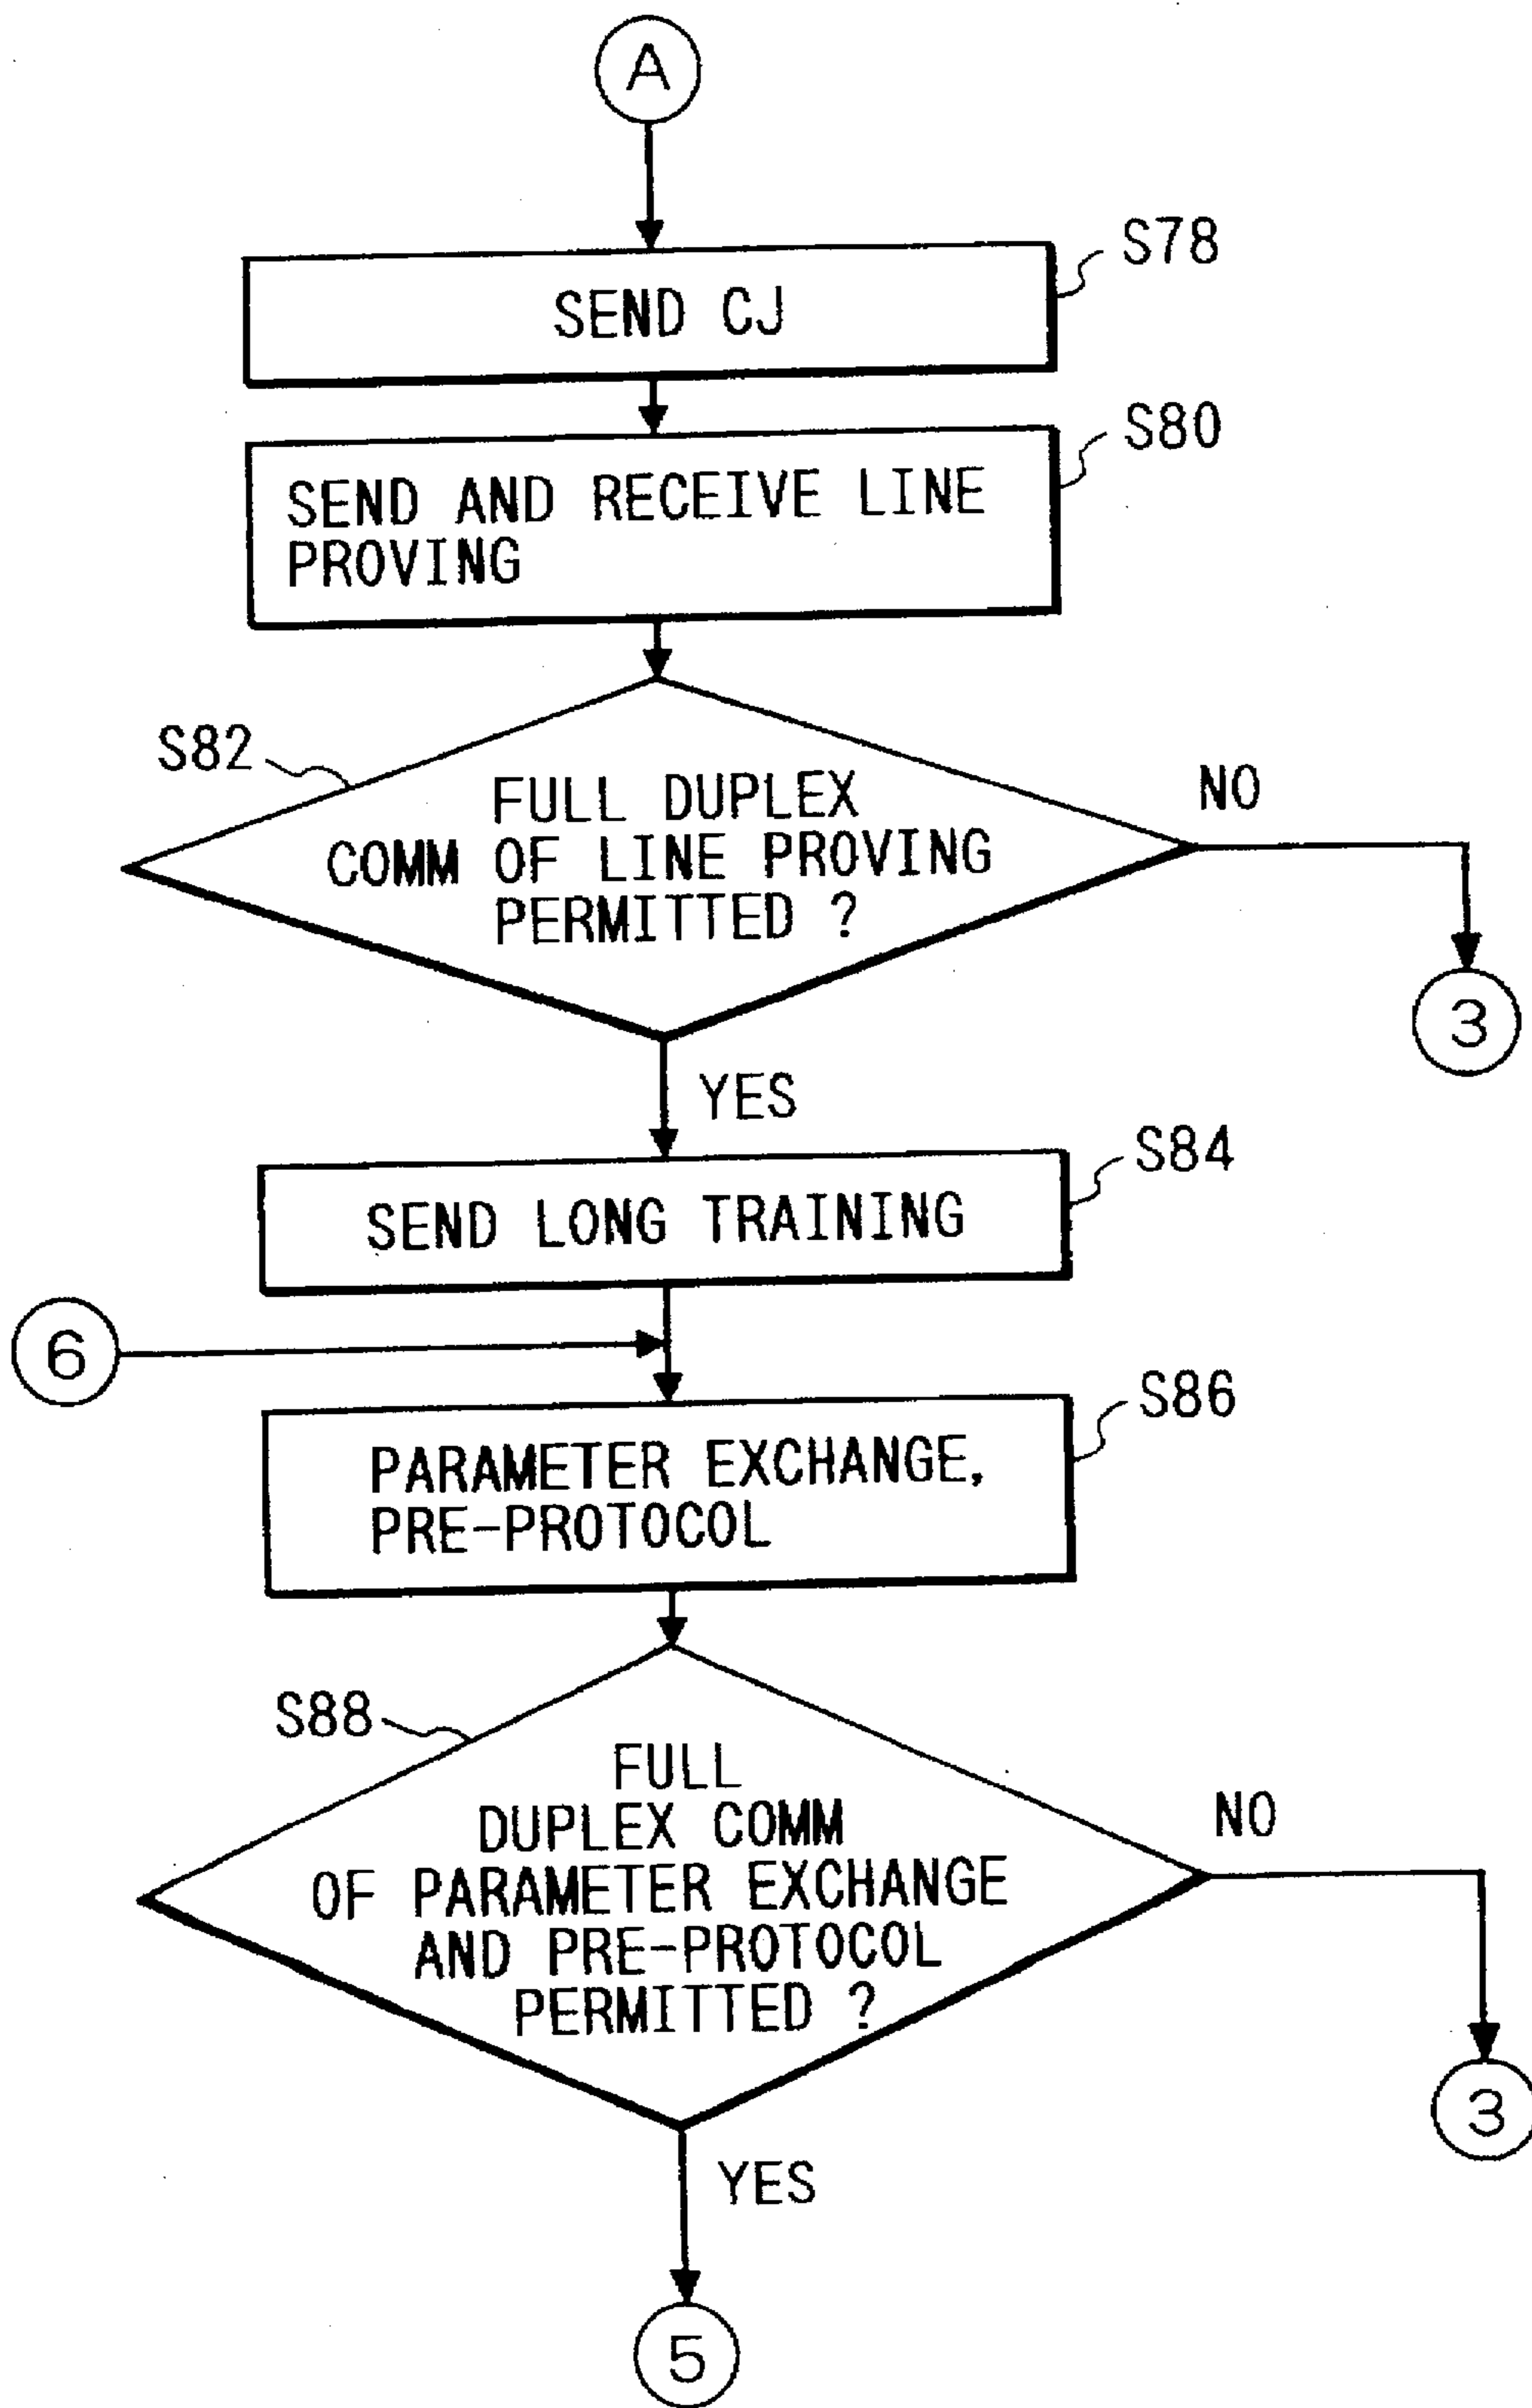 A
S78
SEND CJ
S80
SEND AND RECEIVE LINE
PROVING
S82
FULL DUPLEX
COMM OF LINE PROVING
PERMITTED ?
NO
3
YES
S84
SEND LONG TRAINING
6
S86
PARAMETER EXCHANGE,
PRE-PROTOCOL
S88
FULL
DUPLEX COMM
OF PARAMETER EXCHANGE
AND PRE-PROTOCOL
PERMITTED ?
NO
3
YES
5